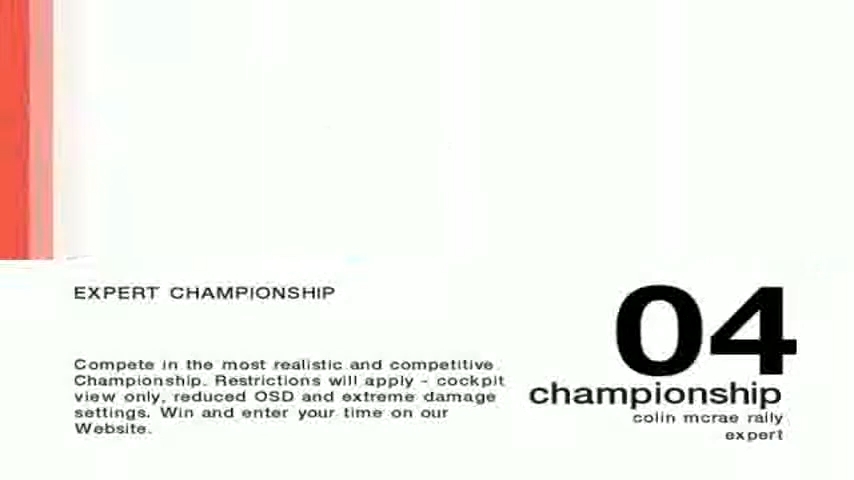 EXPERT CHAMPIONSHIP
Compete in the most realistic and competitive
Championship. Restrictions will apply - cockpit
view only, reduced OSD and extreme damage
settings. Win and enter your time on our
Website.
04
championship
colin mcrae rally
expert